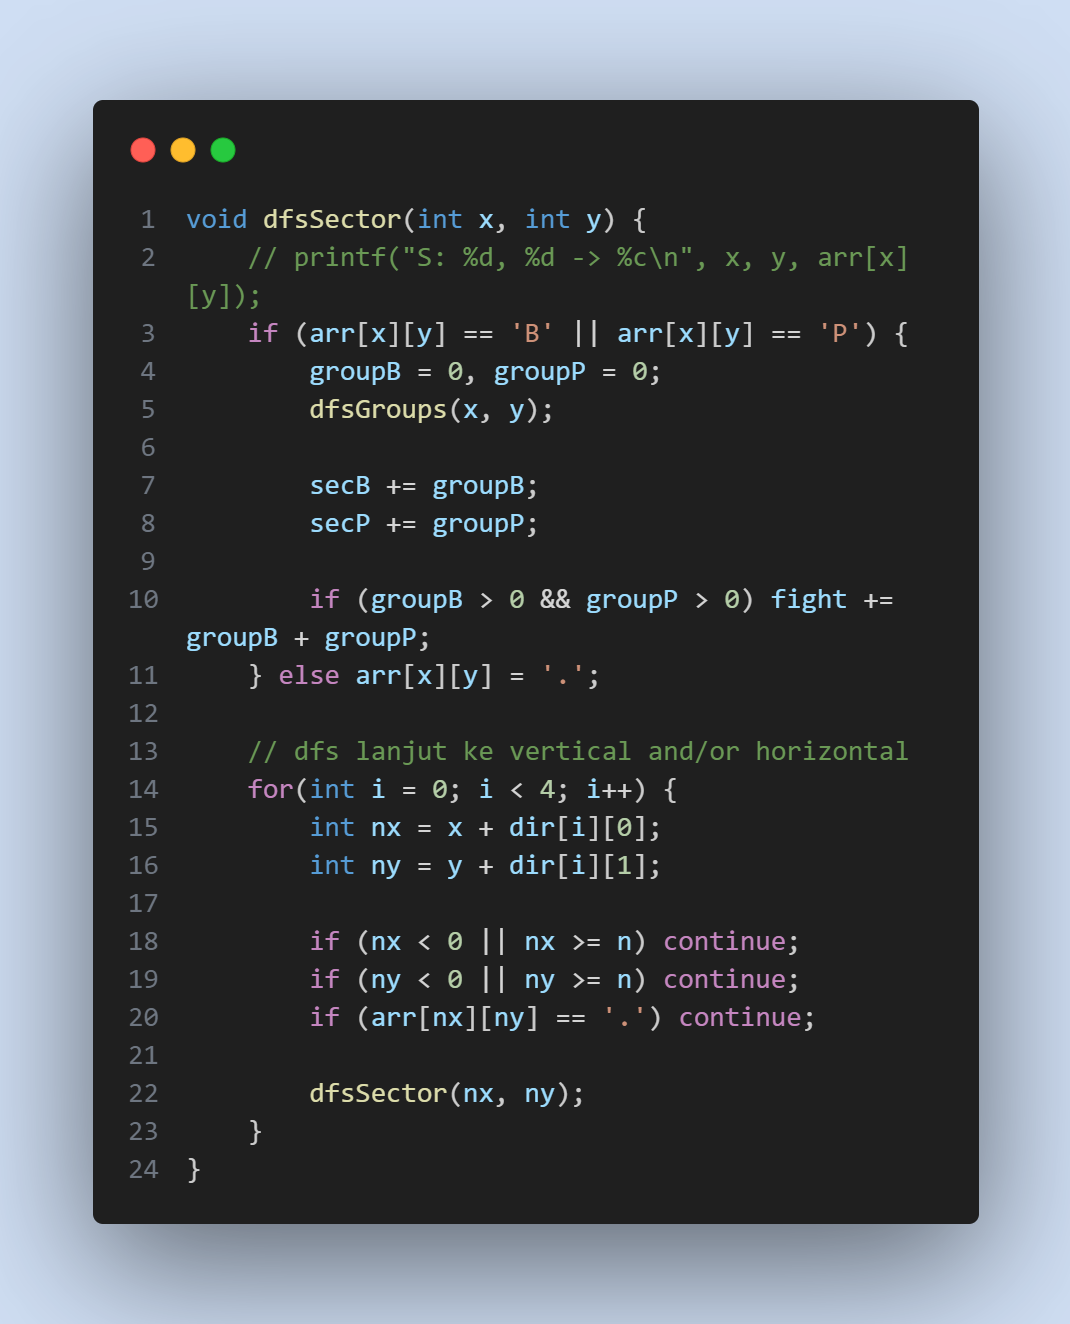 1 void dfsSector(int x, int y) {
2     // printf("S: %d, %d -> %c\n", x, y, arr[x]
[y]);
3     if (arr[x][y] == 'B' || arr[x][y] == 'P') {
4         groupB = 0, groupP = 0;
5         dfsGroups(x, y);
6
7         secB += groupB;
8         secP += groupP;
9
10         if (groupB > 0 && groupP > 0) fight +=
groupB + groupP;
11     } else arr[x][y] = '.';
12
13     // dfs lanjut ke vertical and/or horizontal
14     for(int i = 0; i < 4; i++) {
15         int nx = x + dir[i][0];
16         int ny = y + dir[i][1];
17
18         if (nx < 0 || nx >= n) continue;
19         if (ny < 0 || ny >= n) continue;
20         if (arr[nx][ny] == '.') continue;
21
22         dfsSector(nx, ny);
23     }
24 }